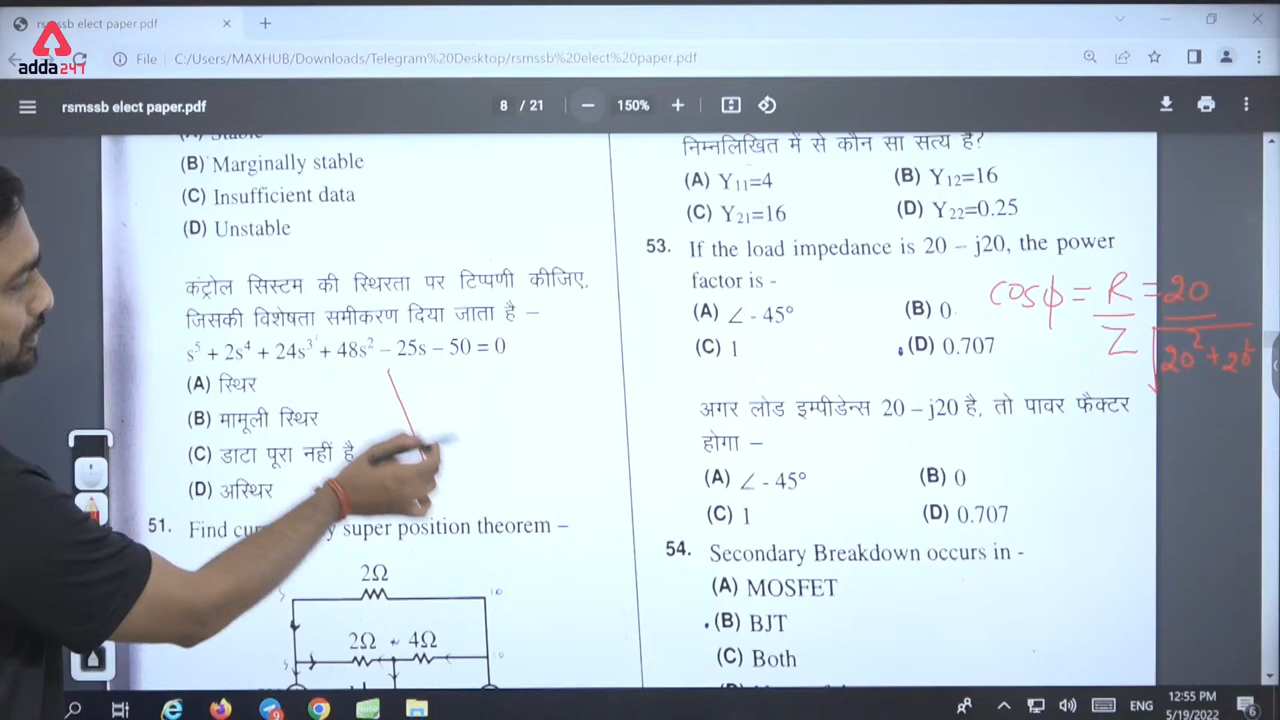 rsmssb elect paper.pdf
adda247
File C:/Users/MAXHUB/Downloads/Telegram%20Desktop/rsmssb%20elect%20paper.pdf
rsmssb elect paper.pdf
8 / 21
150%
(A) Stable
(B) Marginally stable
(C) Insufficient data
(D) Unstable
कंट्रोल सिस्टम की स्थिरता पर टिप्पणी कीजिए,
जिसकी विशेषता समीकरण दिया जाता है –
s⁵ + 2s⁴ + 24s³ + 48s² – 25s – 50 = 0
(A) स्थिर
(B) मामूली स्थिर
(C) डाटा पूरा नहीं है
(D) अस्थिर
51. Find super position theorem –
2Ω
2Ω 4Ω
निम्नलिखित में से कौन सा सत्य है?
(A) Y₁₁=4
(B) Y₁₂=16
(C) Y₂₁=16
(D) Y₂₂=0.25
53. If the load impedance is 20 – j20, the power
factor is -
(A) ∠ - 45°
(B) 0
(C) 1
(D) 0.707
cosφ = R/Z = 20/√20² + 20²
अगर लोड इम्पीडेन्स 20 – j20 है, तो पावर फैक्टर
होगा –
(A) ∠ - 45°
(B) 0
(C) 1
(D) 0.707
54. Secondary Breakdown occurs in -
(A) MOSFET
(B) BJT
(C) Both
ENG
12:55 PM
5/19/2022